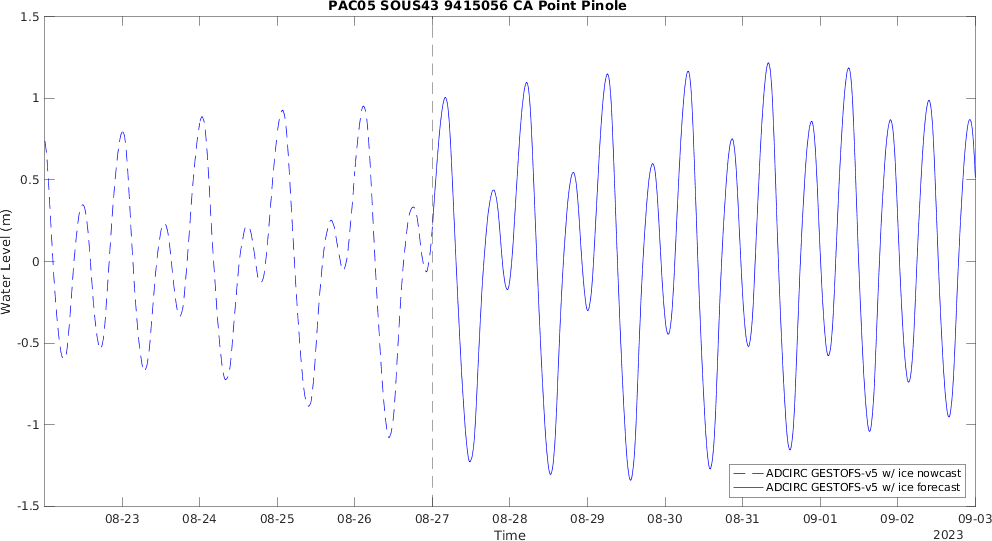 PAC05 SOUS43 9415056 CA Point Pinole
1.5
1
0.5
0
-0.5
-1
-1.5
Water Level (m)
08-23 08-24 08-25 08-26 08-27 08-28 08-29 08-30 08-31 09-01 09-02 09-03
2023
Time
ADCIRC GESTOFS-v5 w/ ice nowcast
ADCIRC GESTOFS-v5 w/ ice forecast